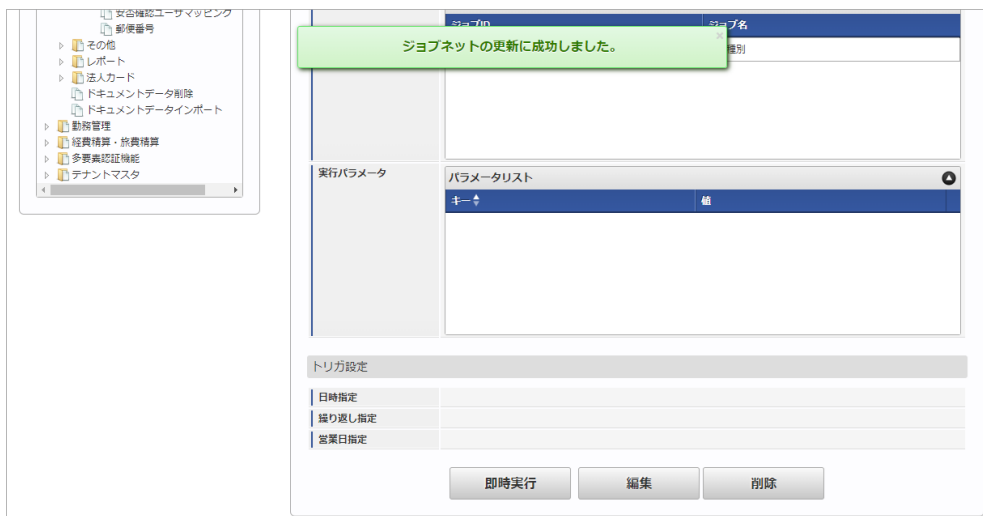 安否確認ユーザマッピング
郵便番号
その他
レポート
法人カード
ドキュメントデータ削除
ドキュメントデータインポート
勤務管理
経費精算・旅費精算
多要素認証機能
テナントマスタ
ジョブID
ジョブ名
ジョブネットの更新に成功しました。
×
種別
実行パラメータ
パラメータリスト
キー
値
トリガ設定
日時指定
繰り返し指定
営業日指定
即時実行
編集
削除